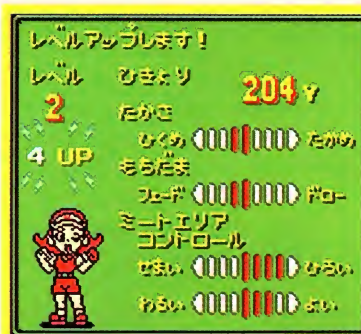 レベルアップします!
レベル ひきょり
2 204 Y
たかさ
ひくめ たかめ
4 UP
もちだま
フェード ドロー
ミートエリア
コントロール
せまい ひろい
わるい よい